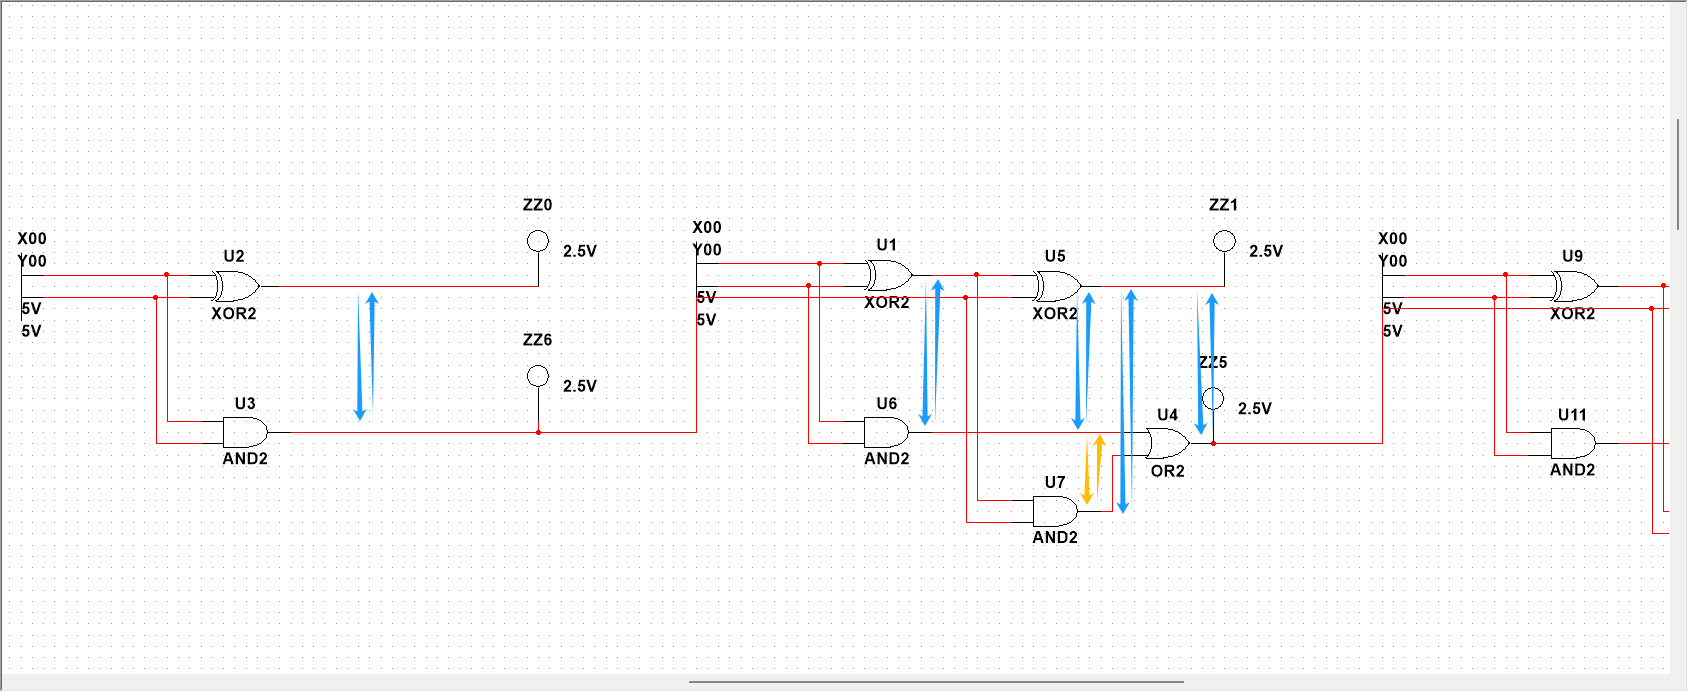 ZZ0
ZZ1
X00
Y00
U2
2.5V
X00
Y00
U1
U5
2.5V
X00
Y00
U9
5V
5V
XOR2
5V
5V
XOR2
XOR2
5V
5V
XOR2
ZZ6
2.5V
ZZ5
2.5V
U3
U6
U4
U11
AND2
AND2
OR2
AND2
U7
AND2